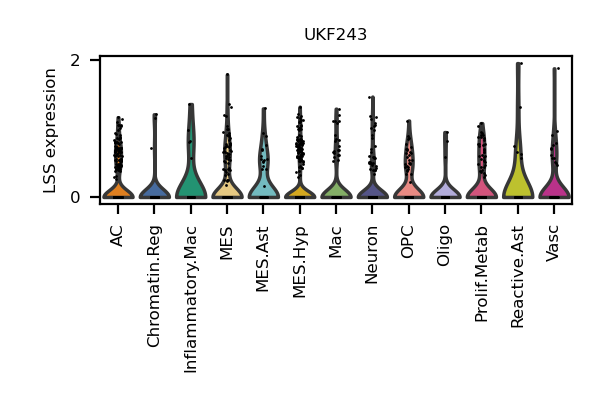 UKF243
LSS expression
2
0
AC
Chromatin.Reg
Inflammatory.Mac
MES
MES.Ast
MES.Hyp
Mac
Neuron
OPC
Oligo
Prolif.Metab
Reactive.Ast
Vasc